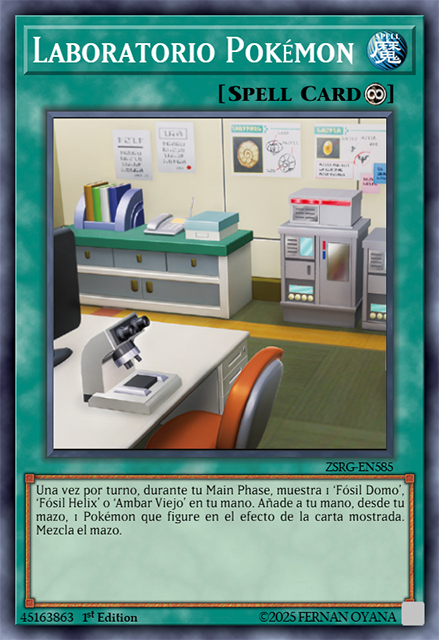 LABORATORIO POKÉMON
SPELL
魔
[SPELL CARD∞]
ZSRG-EN585
Una vez por turno, durante tu Main Phase, muestra 1 ‘Fósil Domo’,
‘Fósil Helix’ o ‘Ambar Viejo’ en tu mano. Añade a tu mano, desde tu
mazo, 1 Pokémon que figure en el efecto de la carta mostrada.
Mezcla el mazo.
45163863 1st Edition ©2025 FERNAN OYANA